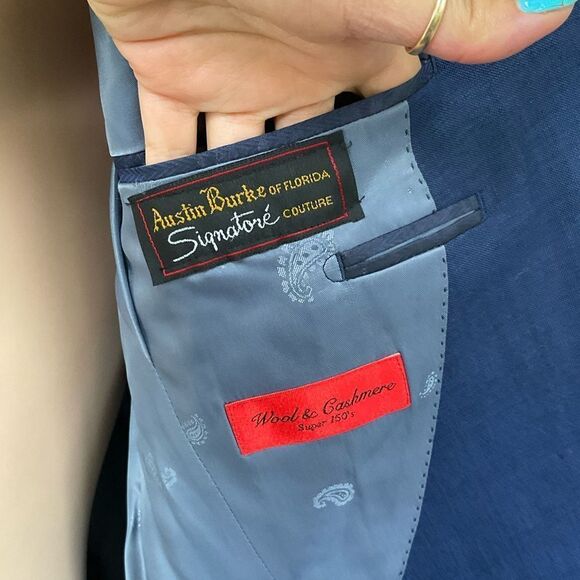 Austin Burke OF FLORIDA
Signatoré COUTURE
Wool & Cashmere
Super 150's